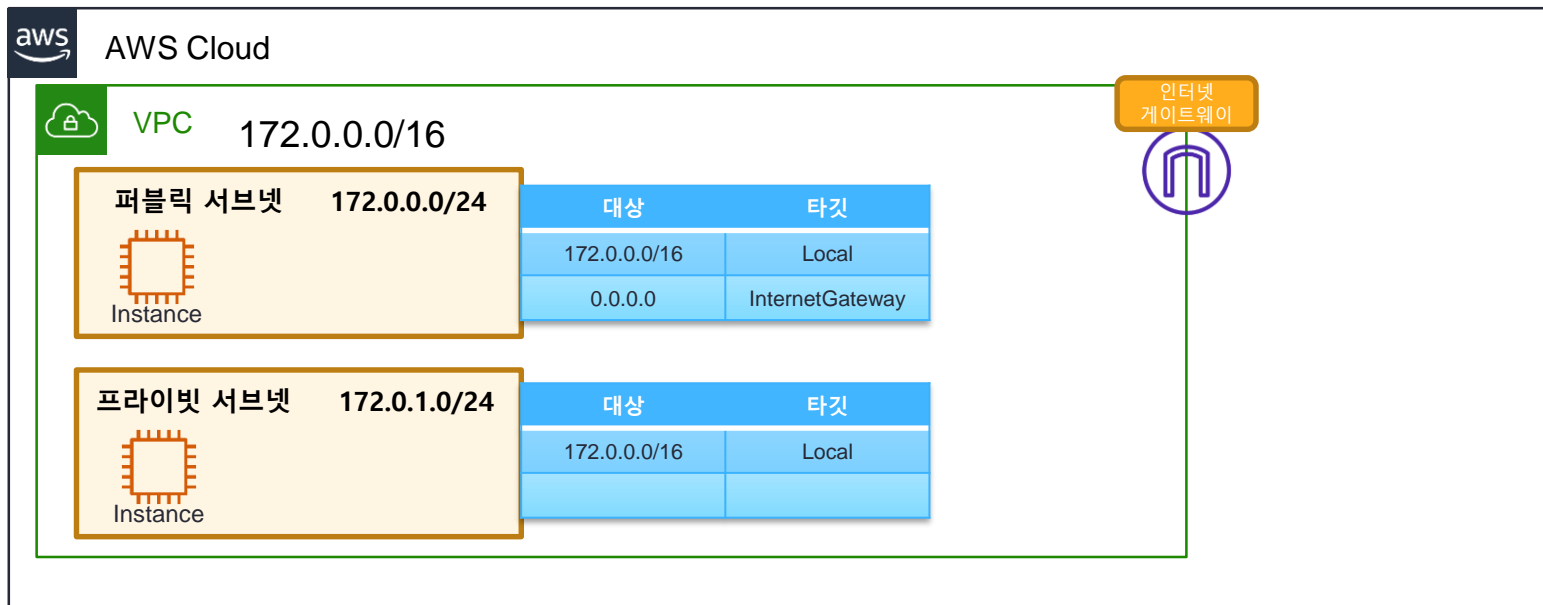 aws
AWS Cloud
인터넷
게이트웨이
VPC
172.0.0.0/16
퍼블릭 서브넷 172.0.0.0/24
Instance
대상 타깃
172.0.0.0/16 Local
0.0.0.0 InternetGateway
프라이빗 서브넷 172.0.1.0/24
Instance
대상 타깃
172.0.0.0/16 Local